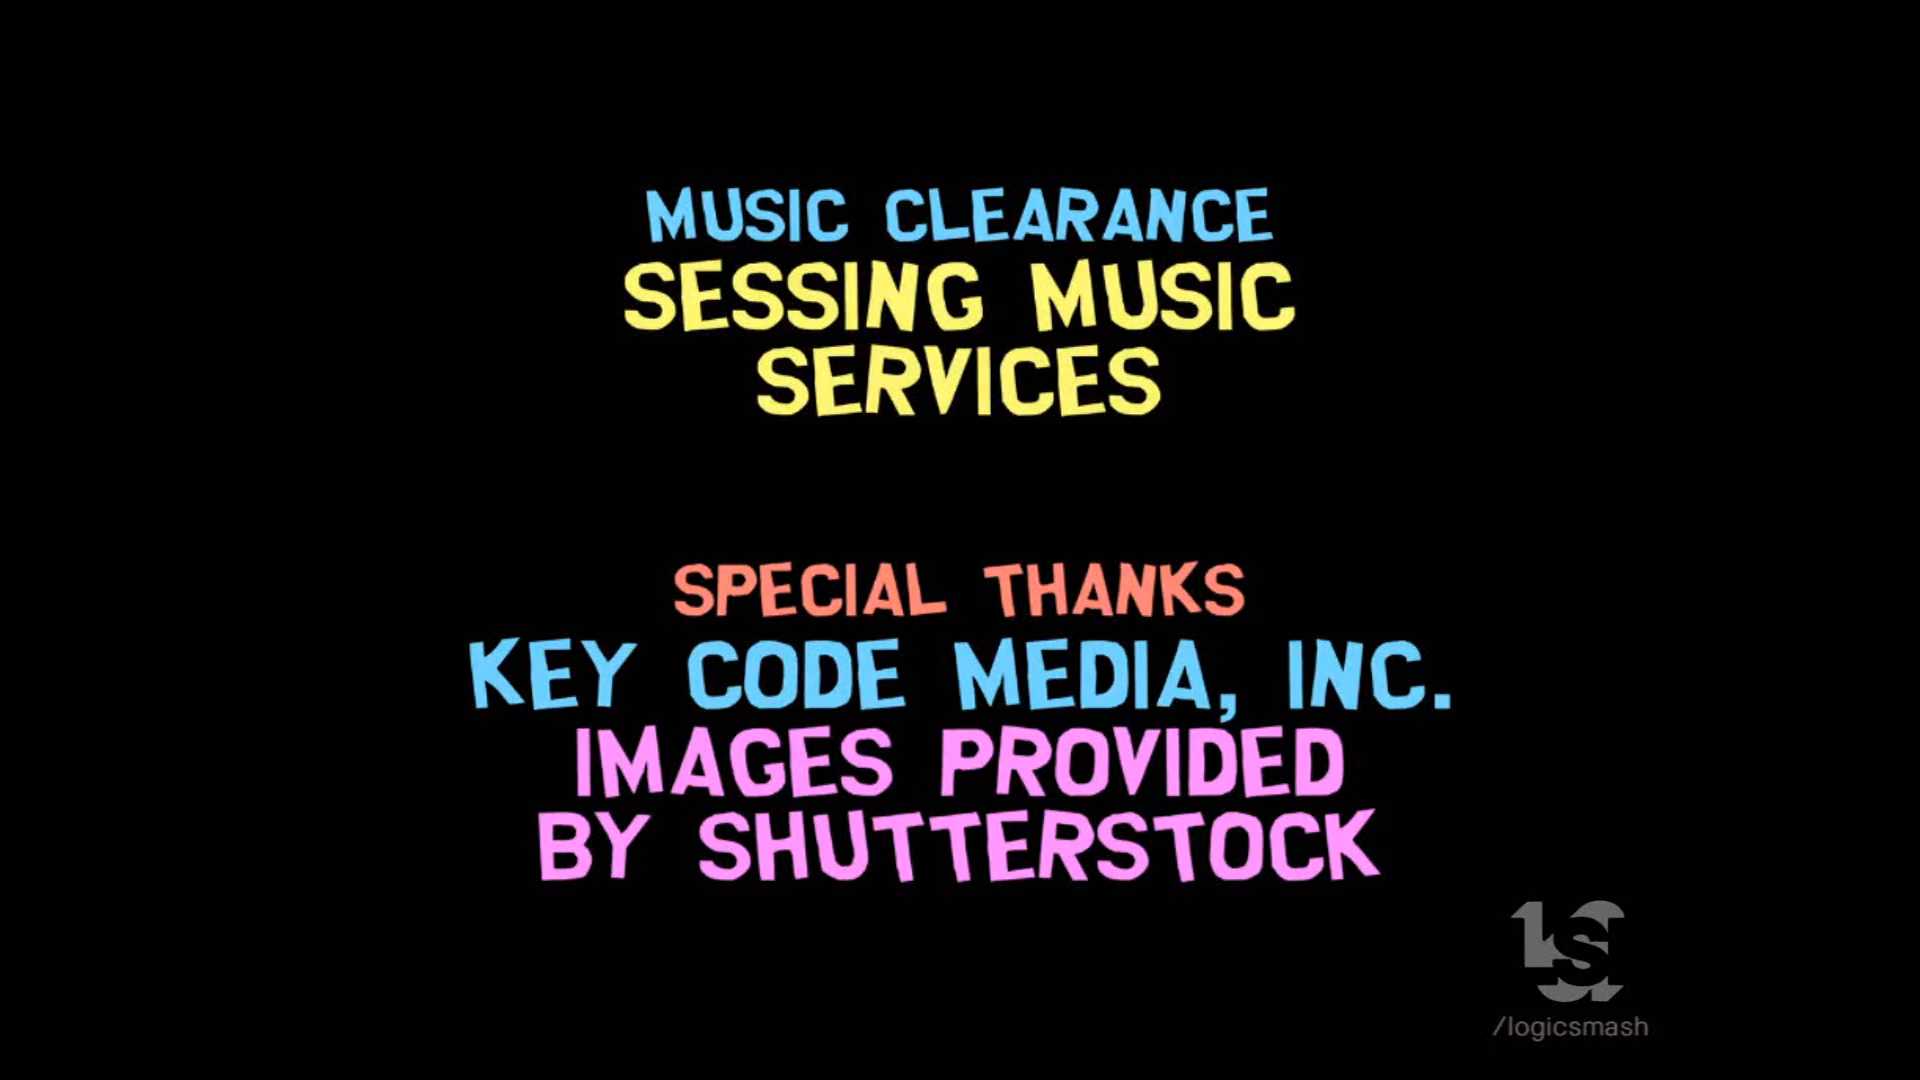 MUSIC CLEARANCE
SESSING MUSIC
SERVICES
SPECIAL THANKS
KEY CODE MEDIA, INC.
IMAGES PROVIDED
BY SHUTTERSTOCK
/logicsmash